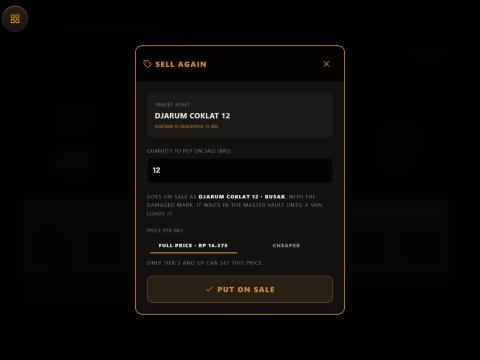 SELL AGAIN
TARGET ASSET
DJARUM COKLAT 12
Available in Quarantine: 12 Bks
QUANTITY TO PUT ON SALE (BKS)
12
GOES ON SALE AS DJARUM COKLAT 12 - RUSAK, WITH THE
DAMAGED MARK. IT WAITS IN THE MASTER VAULT UNTIL A VAN
LOADS IT.
PRICE PER BKS
FULL PRICE · RP 14.375
CHEAPER
ONLY TIER 3 AND UP CAN SET THIS PRICE.
PUT ON SALE